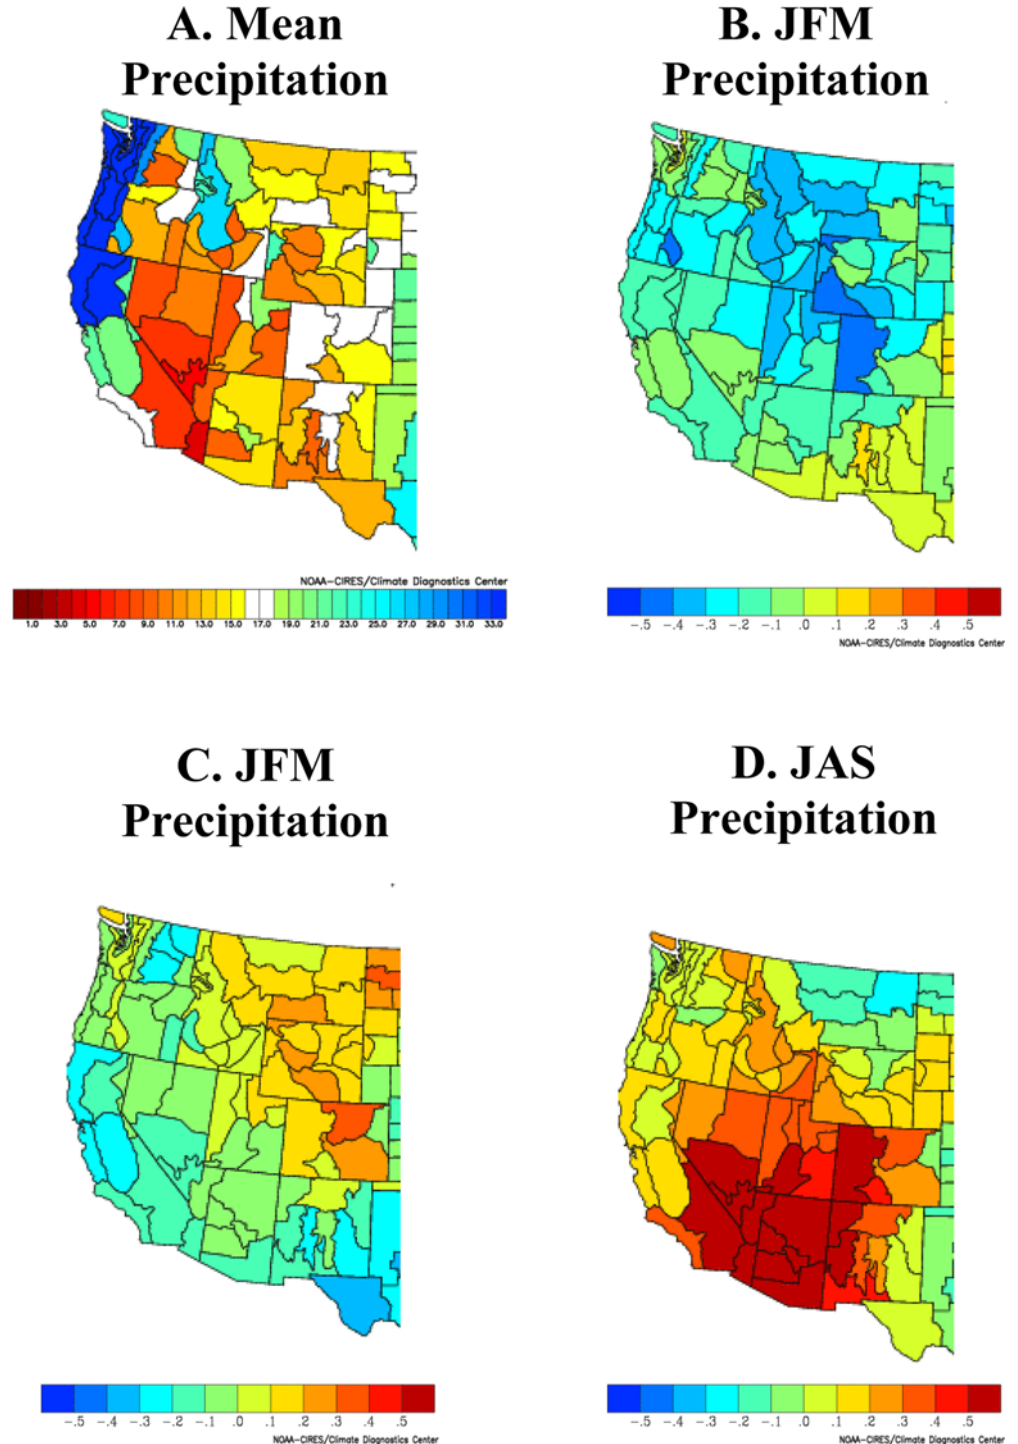 A. Mean
Precipitation
B. JFM
Precipitation
NOAA-CIRES/Climate Diagnostics Center
1.0 3.0 5.0 7.0 9.0 11.0 13.0 15.0 17.0 19.0 21.0 23.0 25.0 27.0 29.0 31.0 33.0
-.5 -.4 -.3 -.2 -.1 .0 .1 .2 .3 .4 .5
NOAA-CIRES/Climate Diagnostics Center
C. JFM
Precipitation
D. JAS
Precipitation
-.5 -.4 -.3 -.2 -.1 .0 .1 .2 .3 .4 .5
NOAA-CIRES/Climate Diagnostics Center
-.5 -.4 -.3 -.2 -.1 .0 .1 .2 .3 .4 .5
NOAA-CIRES/Climate Diagnostics Center